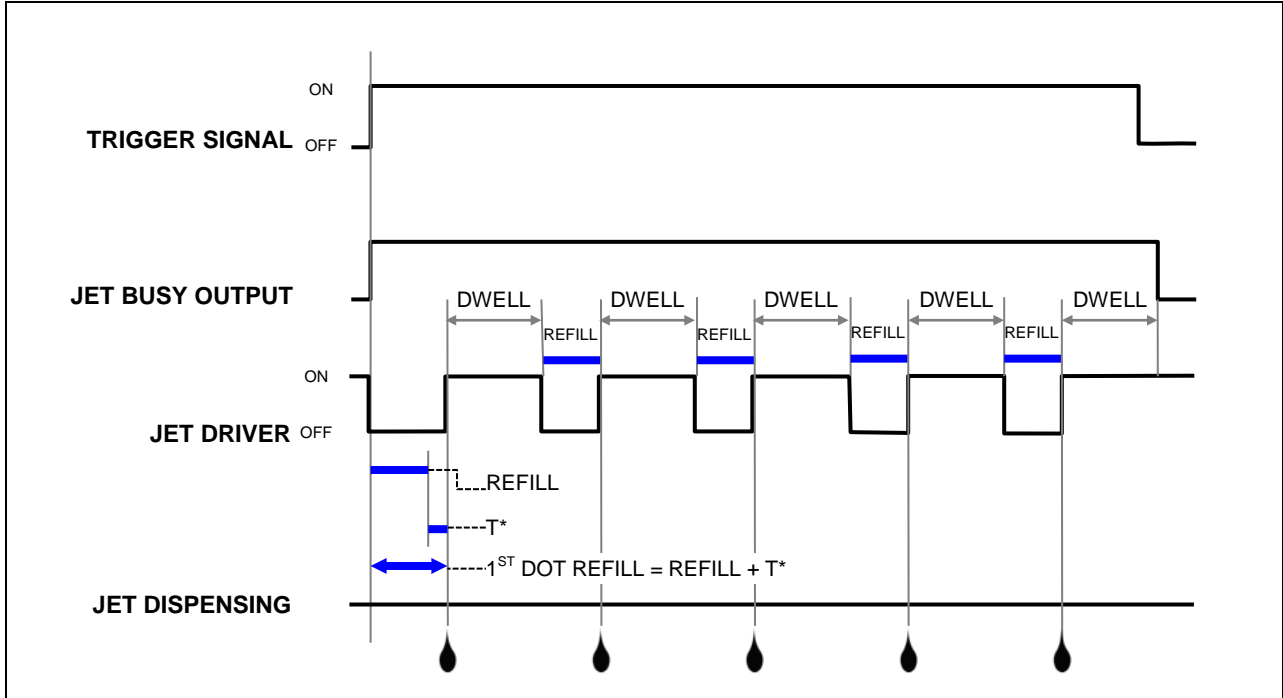 ON
TRIGGER SIGNAL OFF
JET BUSY OUTPUT
DWELL DWELL DWELL DWELL DWELL
REFILL REFILL REFILL REFILL
ON
JET DRIVER OFF
REFILL
T*
1ST DOT REFILL = REFILL + T*
JET DISPENSING